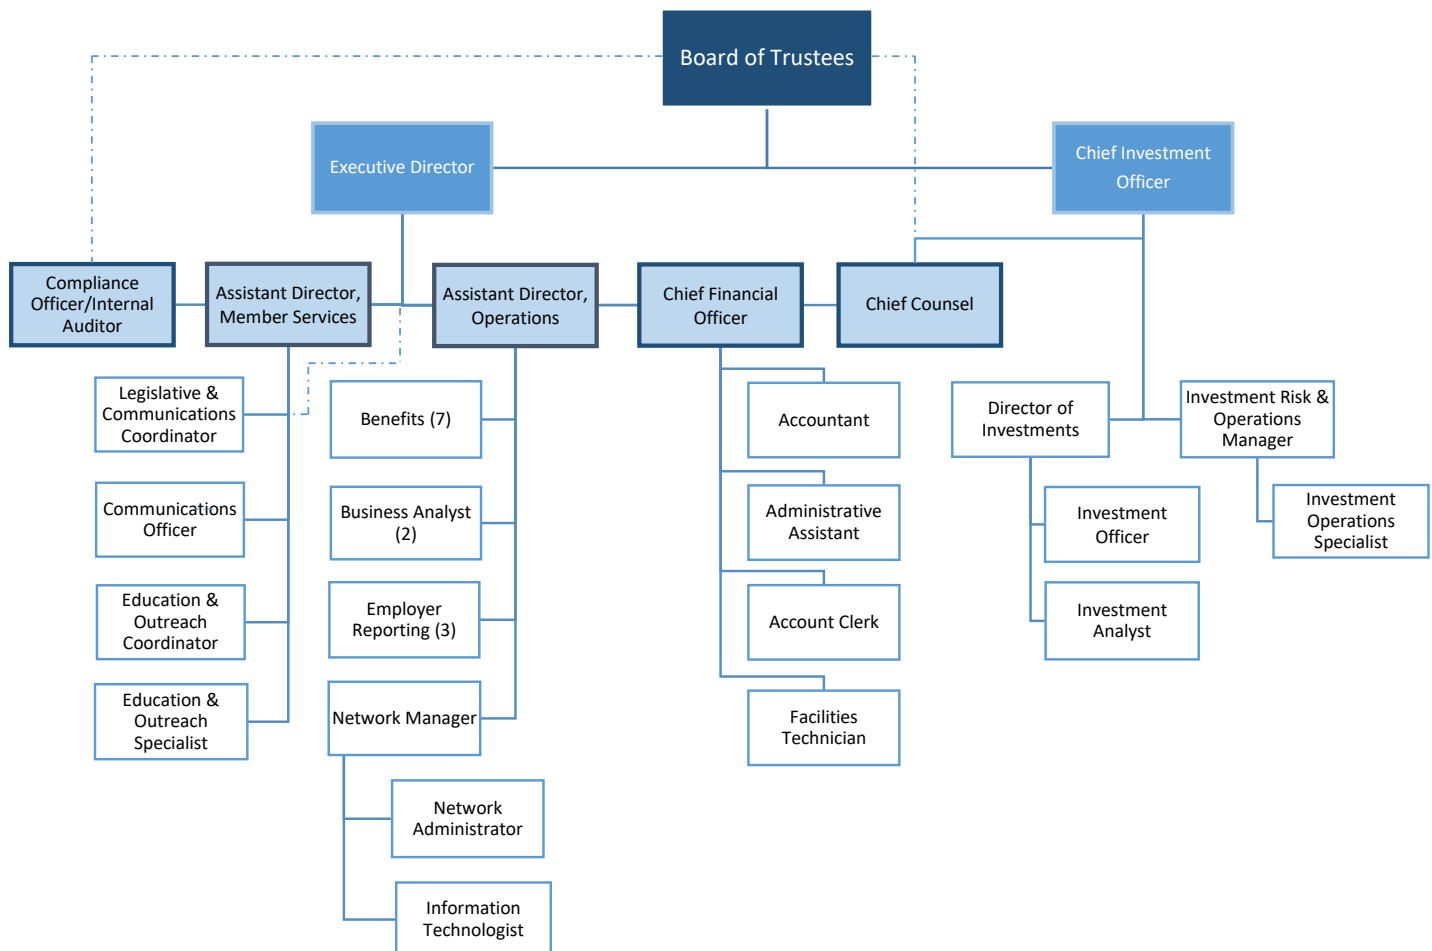 Board of Trustees
Executive Director
Chief Investment
Officer
Compliance
Officer/Internal
Auditor
Assistant Director,
Member Services
Assistant Director,
Operations
Chief Financial
Officer
Chief Counsel
Legislative &
Communications
Coordinator
Communications
Officer
Education &
Outreach
Coordinator
Education &
Outreach
Specialist
Benefits (7)
Business Analyst
(2)
Employer
Reporting (3)
Network Manager
Network
Administrator
Information
Technologist
Accountant
Administrative
Assistant
Account Clerk
Facilities
Technician
Director of
Investments
Investment
Officer
Investment
Analyst
Investment Risk &
Operations
Manager
Investment
Operations
Specialist